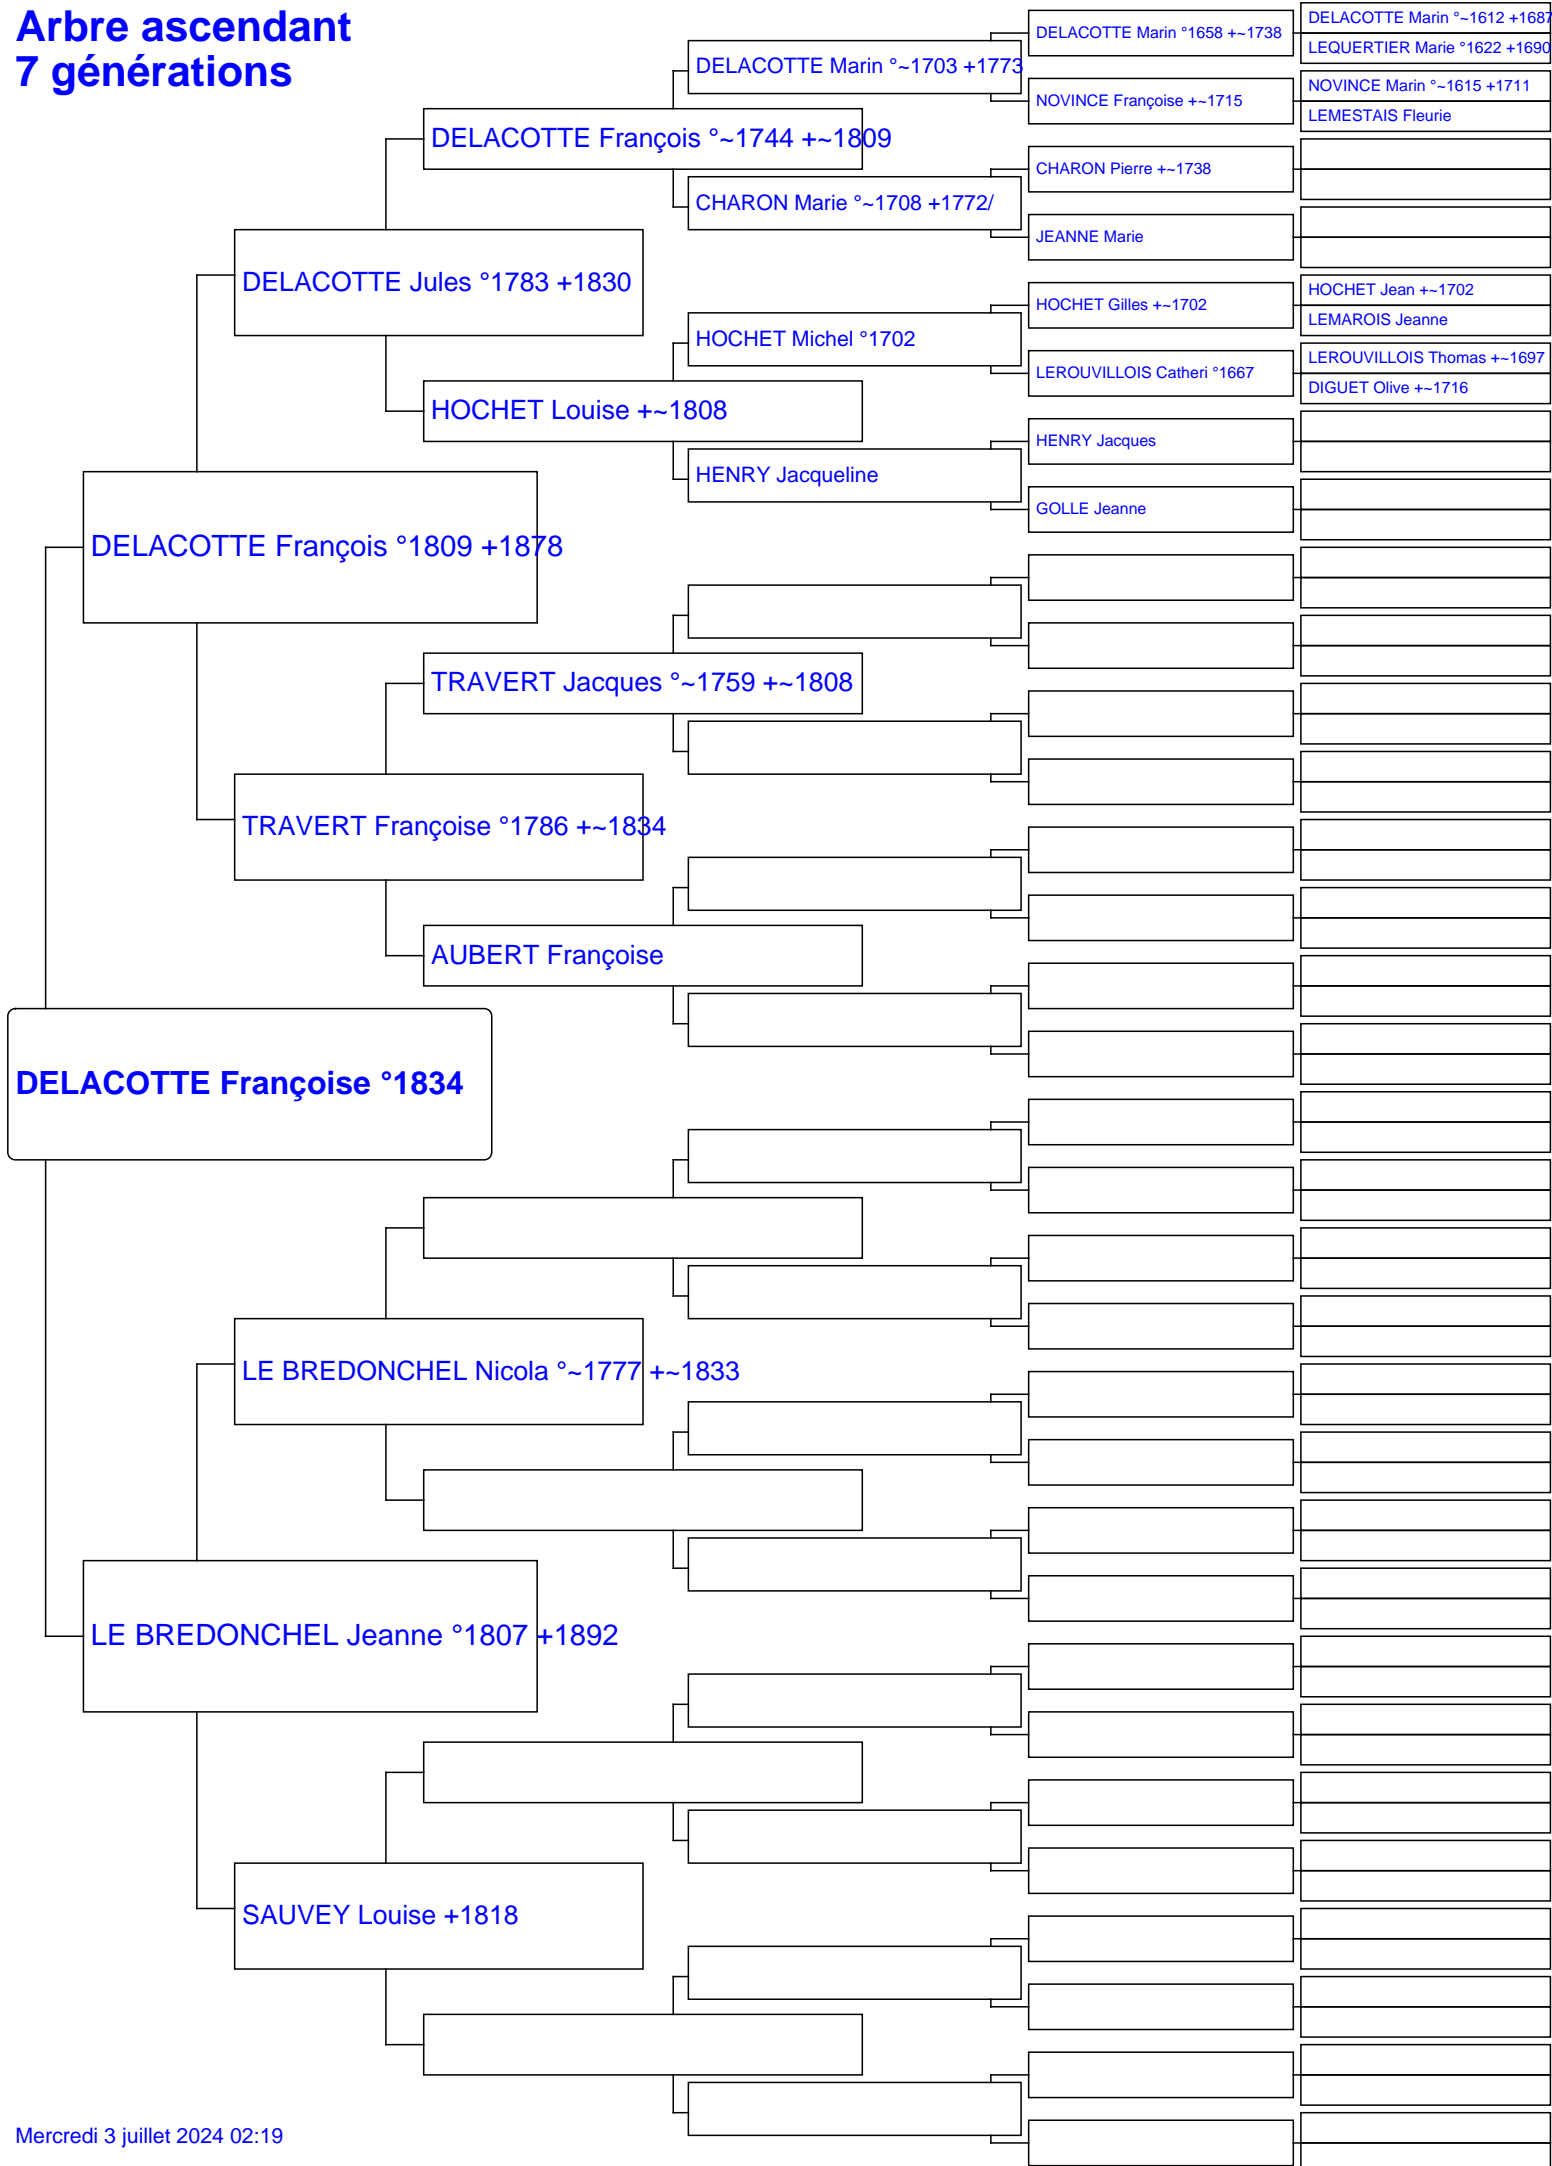 Arbre ascendant
7 générations
DELACOTTE Marin °~1612 +1687
DELACOTTE Marin °1658 +~1738
LEQUERTIER Marie °1622 +1690
DELACOTTE Marin °~1703 +1773
NOVINCE Marin °~1615 +1711
NOVINCE Françoise +~1715
LEMESTAIS Fleurie
DELACOTTE François °~1744 +~1809
CHARON Pierre +~1738
CHARON Marie °~1708 +1772/
JEANNE Marie
DELACOTTE Jules °1783 +1830
HOCHET Jean +~1702
HOCHET Gilles +~1702
LEMAROIS Jeanne
HOCHET Michel °1702
LEROUVILLOIS Thomas +~1697
LEROUVILLOIS Catheri °1667
DIGUET Olive +~1716
HOCHET Louise +~1808
HENRY Jacques
HENRY Jacqueline
GOLLE Jeanne
DELACOTTE François °1809 +1878
TRAVERT Jacques °~1759 +~1808
TRAVERT Françoise °1786 +~1834
AUBERT Françoise
DELACOTTE Françoise °1834
LE BREDONCHEL Nicola °~1777 +~1833
LE BREDONCHEL Jeanne °1807 +1892
SAUVEY Louise +1818
Mercredi 3 juillet 2024 02:19